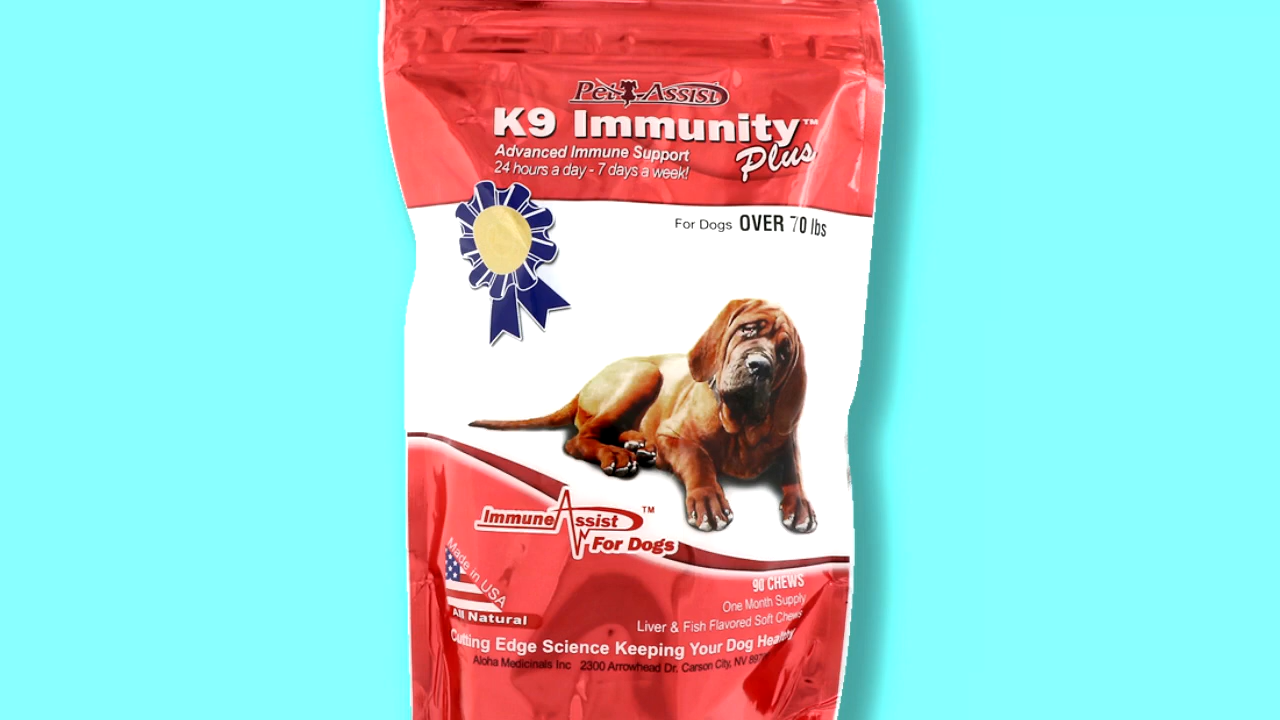 Pet Assist
K9 Immunity™
Plus
Advanced Immune Support
24 hours a day - 7 days a week!
For Dogs OVER 70 lbs
ImmuneAssist™
For Dogs
Made in USA
All Natural
90 CHEWS
One Month Supply
Liver & Fish Flavored Soft Chews
Cutting Edge Science Keeping Your Dog Healthy
Aloha Medicinals Inc 2300 Arrowhead Dr. Carson City, NV